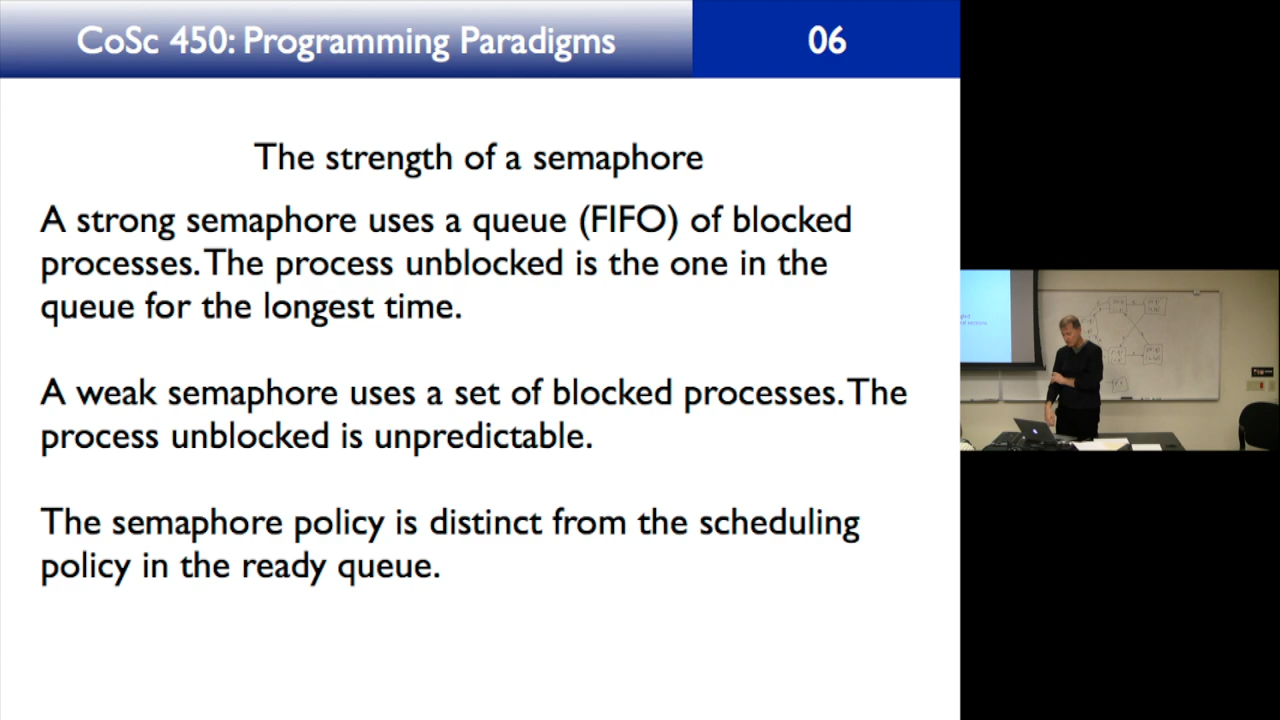 CoSc 450: Programming Paradigms
06
The strength of a semaphore
A strong semaphore uses a queue (FIFO) of blocked
processes. The process unblocked is the one in the
queue for the longest time.
A weak semaphore uses a set of blocked processes. The
process unblocked is unpredictable.
The semaphore policy is distinct from the scheduling
policy in the ready queue.